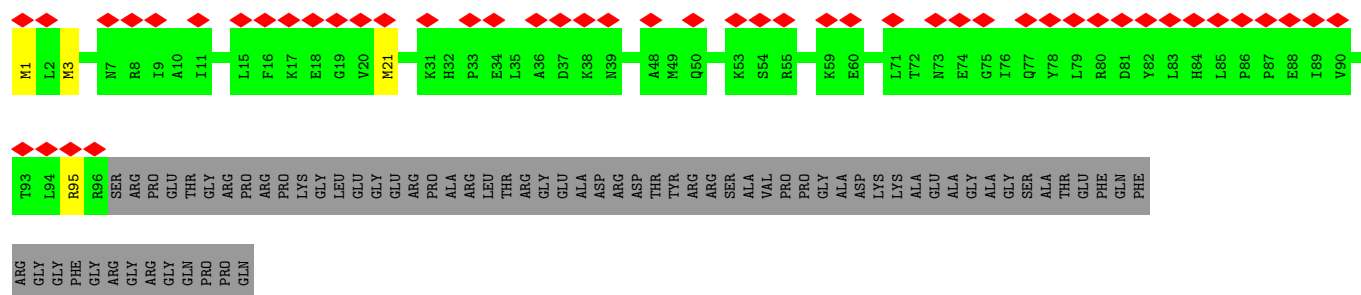 M1 L2 M3 N7 R8 I9 A10 I11 L15 F16 K17 E18 G19 V20 M21 K31 H32 P33 E34 L35 A36 D37 K38 N39 A48 M49 Q50 K53 S54 R55 K59 E60 L71 T72 N73 E74 G75 I76 Q77 Y78 L79 R80 D81 Y82 L83 H84 L85 P86 P87 E88 I89 V90
T93 L94 R95 R96 SER ARG PRO GLU THR GLY ARG PRO ARG PRO LYS GLY LEU GLU GLY GLU ARG PRO ALA ARG LEU THR ARG GLY GLU ALA ASP ARG ASP THR TYR ARG ARG SER ALA VAL PRO PRO GLY ALA ASP LYS LYS ALA GLU ALA GLY ALA GLY SER ALA THR GLU PHE GLN PHE
ARG GLY GLY PHE GLY ARG GLY ARG GLY GLN PRO PRO GLN